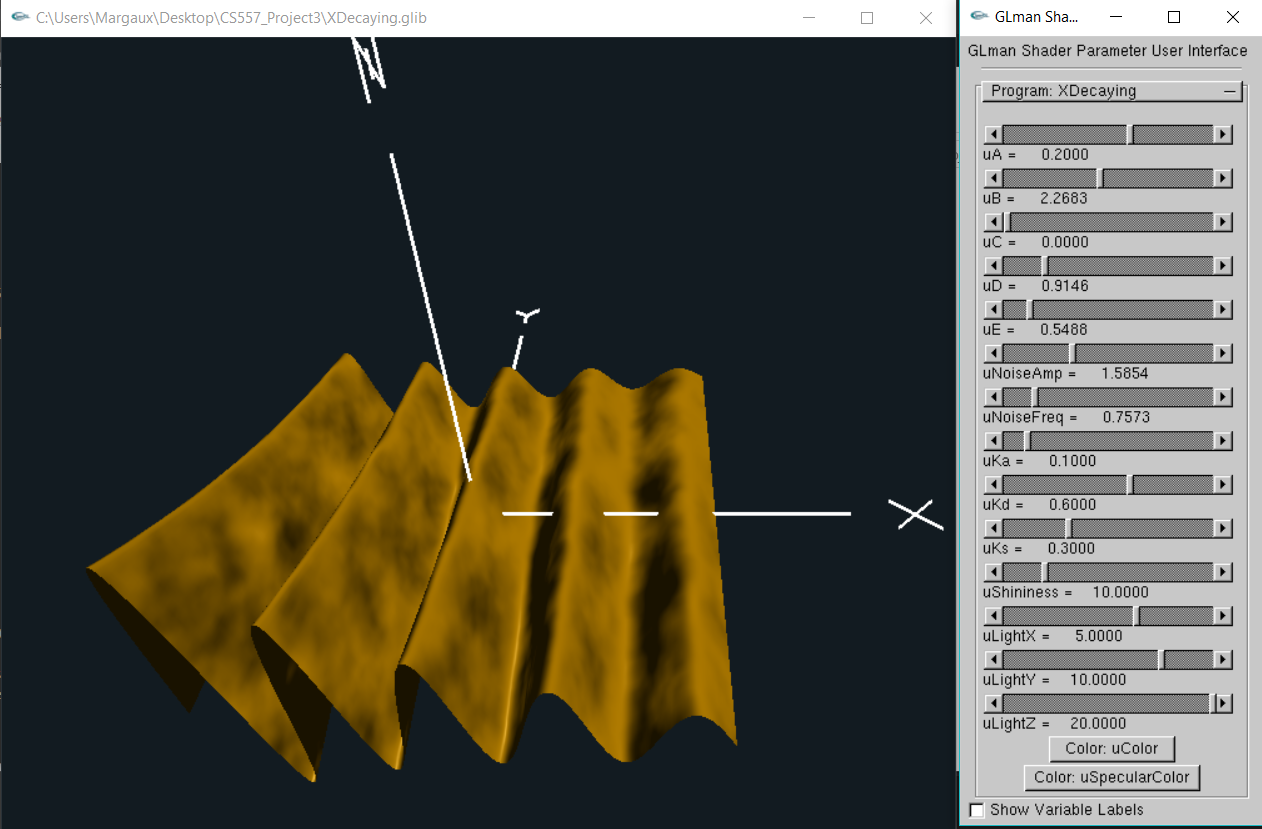 C:\Users\Margaux\Desktop\CS557_Project3\XDecaying.glib
GLman Sha...
GLman Shader Parameter User Interface
Program: XDecaying
uA = 0.2000
uB = 2.2683
uC = 0.0000
uD = 0.9146
uE = 0.5488
uNoiseAmp = 1.5854
uNoiseFreq = 0.7573
uKa = 0.1000
uKd = 0.6000
uKs = 0.3000
uShininess = 10.0000
uLightX = 5.0000
uLightY = 10.0000
uLightZ = 20.0000
Color: uColor
Color: uSpecularColor
Show Variable Labels
Z
Y
X